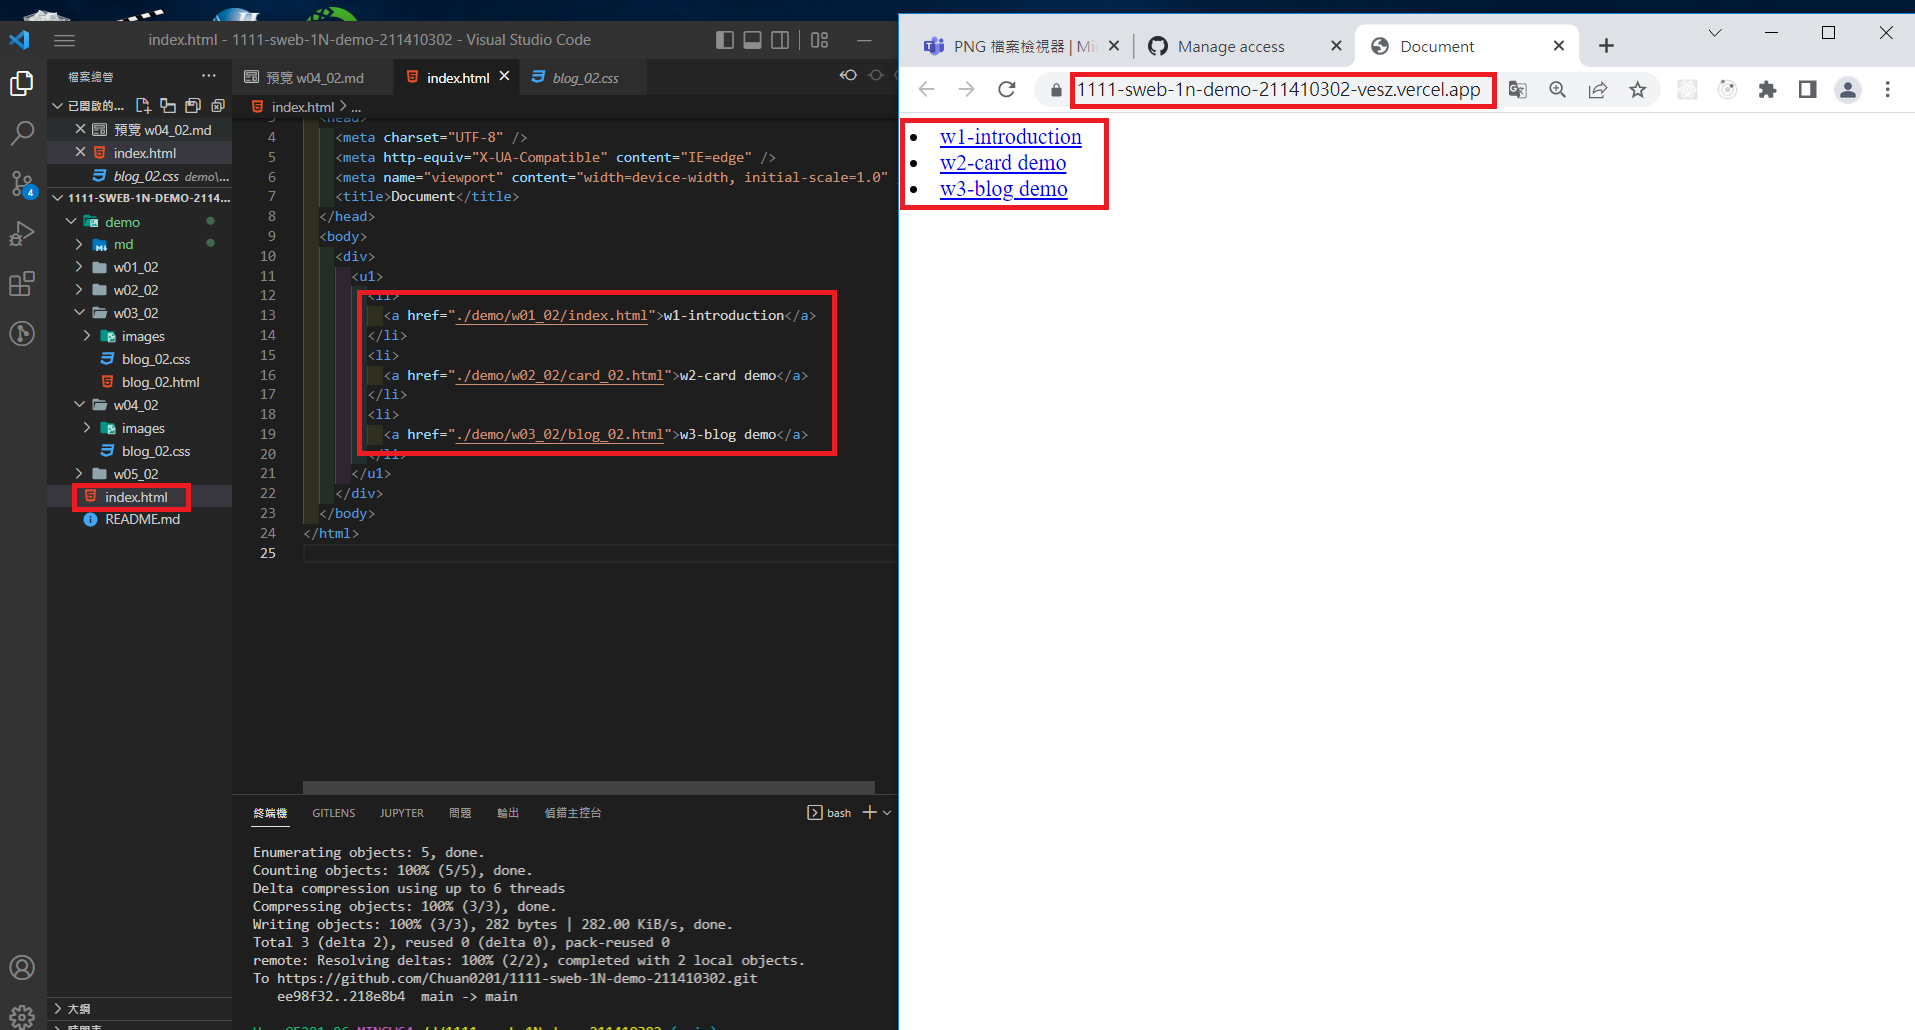 index.html - 1111-sweb-1N-demo-211410302 - Visual Studio Code
檔案總管
已開啟的...
預覽 w04_02.md
index.html
blog_02.css demo\...
1111-SWEB-1N-DEMO-2114...
demo
md
w01_02
w02_02
w03_02
images
blog_02.css
blog_02.html
w04_02
images
blog_02.css
w05_02
index.html
README.md
大綱
4
預覽 w04_02.md
index.html
blog_02.css
index.html > ...
3 <head>
4 <meta charset="UTF-8" />
5 <meta http-equiv="X-UA-Compatible" content="IE=edge" />
6 <meta name="viewport" content="width=device-width, initial-scale=1.0"
7 <title>Document</title>
8 </head>
9 <body>
10 <div>
11 <u1>
12 <li>
13 <a href="./demo/w01_02/index.html">w1-introduction</a>
14 </li>
15 <li>
16 <a href="./demo/w02_02/card_02.html">w2-card demo</a>
17 </li>
18 <li>
19 <a href="./demo/w03_02/blog_02.html">w3-blog demo</a>
20 </li>
21 </u1>
22 </div>
23 </body>
24 </html>
25
終端機 GITLENS JUPYTER 問題 輸出 偵錯主控台
bash
Enumerating objects: 5, done.
Counting objects: 100% (5/5), done.
Delta compression using up to 6 threads
Compressing objects: 100% (3/3), done.
Writing objects: 100% (3/3), 282 bytes | 282.00 KiB/s, done.
Total 3 (delta 2), reused 0 (delta 0), pack-reused 0
remote: Resolving deltas: 100% (2/2), completed with 2 local objects.
To https://github.com/Chuan0201/1111-sweb-1N-demo-211410302.git
ee98f32..218e8b4 main -> main
PNG 檔案檢視器 | Mi
Manage access
Document
1111-sweb-1n-demo-211410302-vesz.vercel.app
w1-introduction
w2-card demo
w3-blog demo